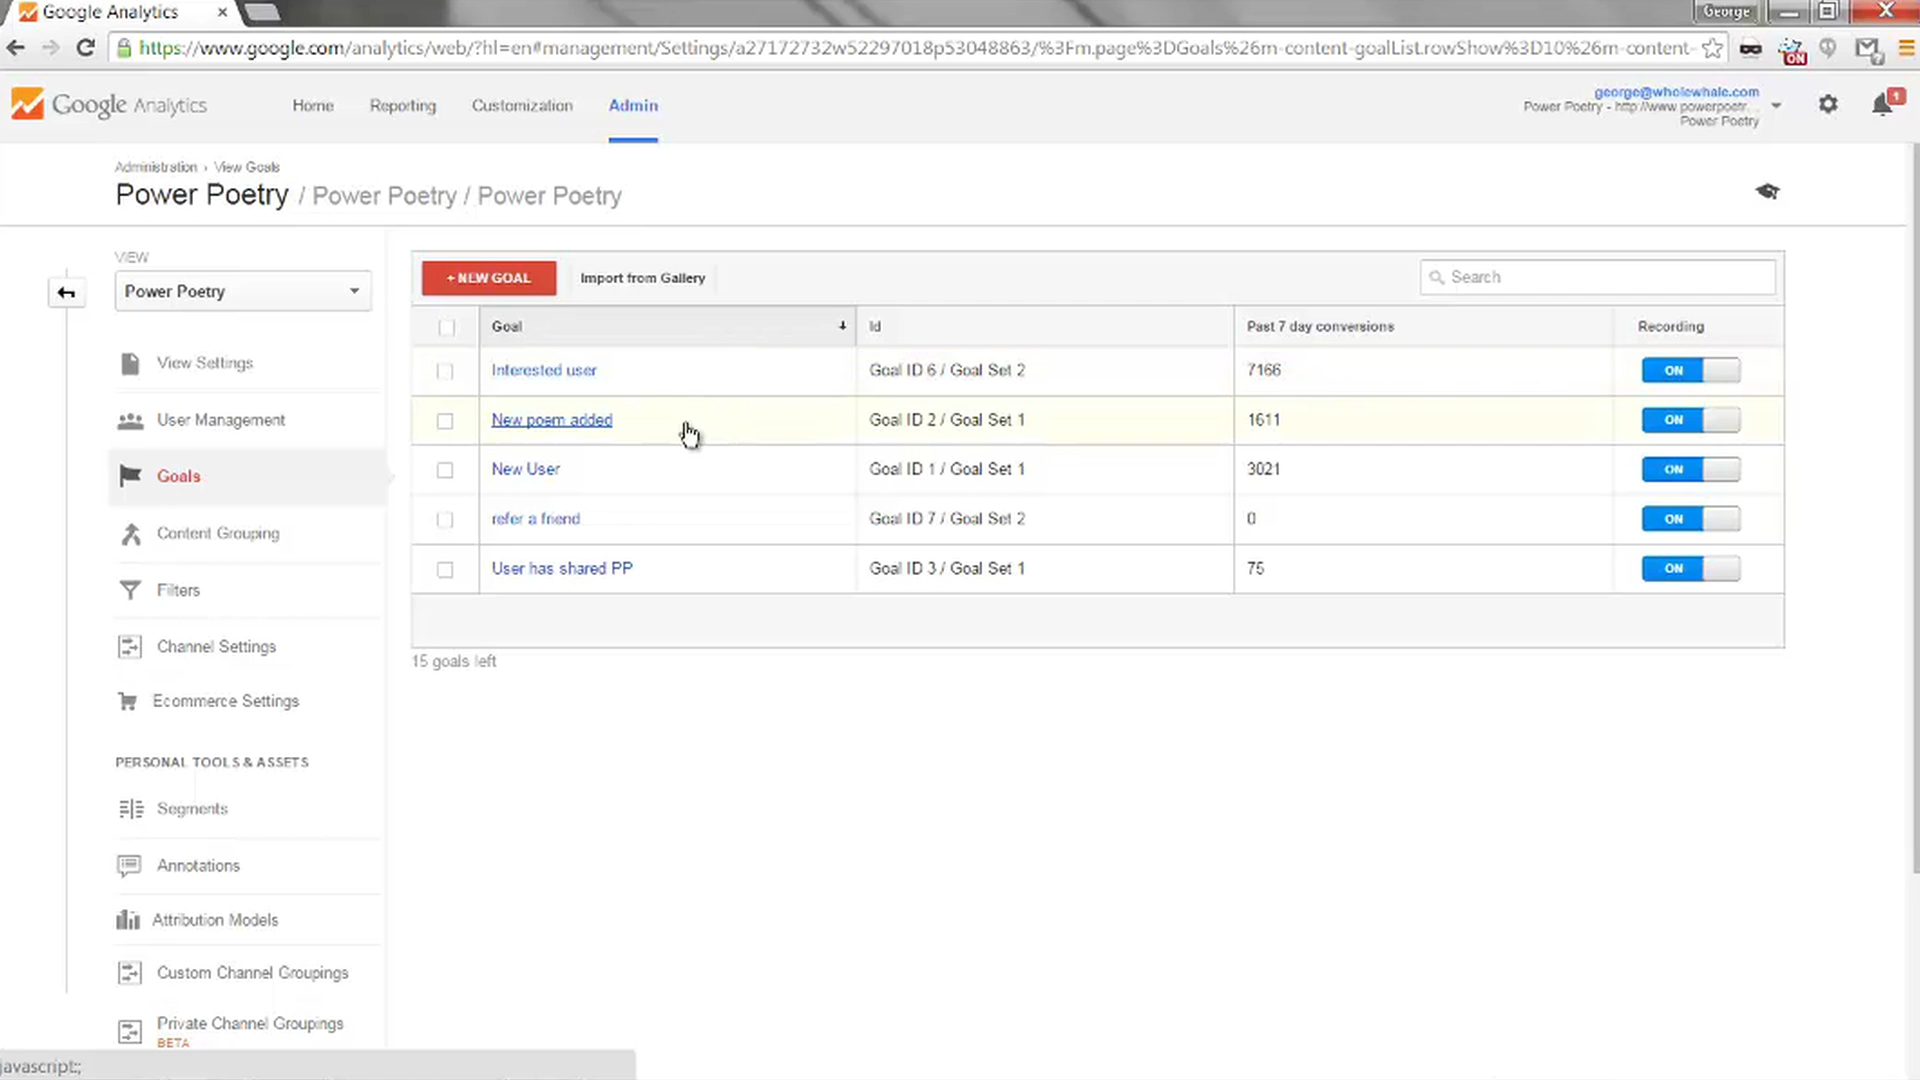 Google Analytics
George
https://www.google.com/analytics/web/?hl=en#management/Settings/a27172732w52297018p53048863/%3Fm.page%3DGoals%26m-content-goalList.rowShow%3D10%26m-content-
ON
Google Analytics
Home
Reporting
Customization
Admin
george@wholewhale.com
Power Poetry - http://www.powerpoetr...
Power Poetry
1
Administration › View Goals
Power Poetry / Power Poetry / Power Poetry
VIEW
Power Poetry
View Settings
User Management
Goals
Content Grouping
Filters
Channel Settings
Ecommerce Settings
PERSONAL TOOLS & ASSETS
Segments
Annotations
Attribution Models
Custom Channel Groupings
Private Channel Groupings
BETA
+ NEW GOAL
Import from Gallery
Search
Goal
Id
Past 7 day conversions
Recording
Interested user
Goal ID 6 / Goal Set 2
7166
ON
New poem added
Goal ID 2 / Goal Set 1
1611
ON
New User
Goal ID 1 / Goal Set 1
3021
ON
refer a friend
Goal ID 7 / Goal Set 2
0
ON
User has shared PP
Goal ID 3 / Goal Set 1
75
ON
15 goals left
javascript:;